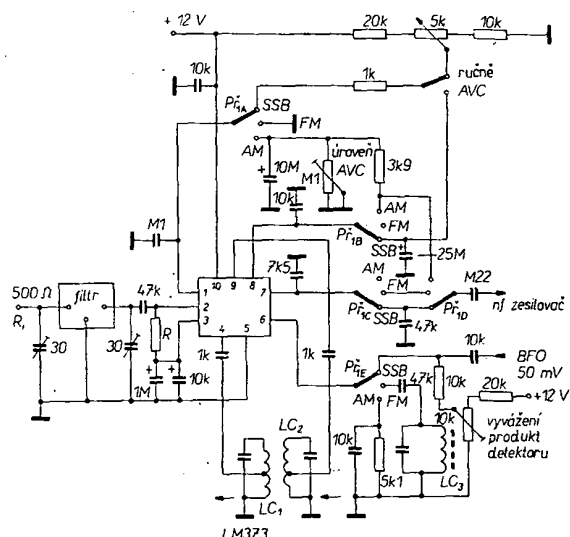 + 12 V
20k
5k
10k
10k
1k
ručně
AVC
Př1A
SSB
FM
AM
+
10M
M1
úroveň
AVC
3k9
10k
AM
FM
Př1B
SSB
+
25M
M1
10
9
8
7k5
AM
FM
500 Ω
filtr
47k
1
2
3
4
5
6
7
Př1C
SSB
Př1D
M22
nf zesilovač
47k
R1
30
30
R
+
1M
+
10k
1k
1k
Př1E
SSB
47k
AM
FM
10k
BFO
50 mV
10k
20k
+12 V
10k
vyvážení
produkt
detektoru
10k
5k1
LC3
LC2
LC1
LM373